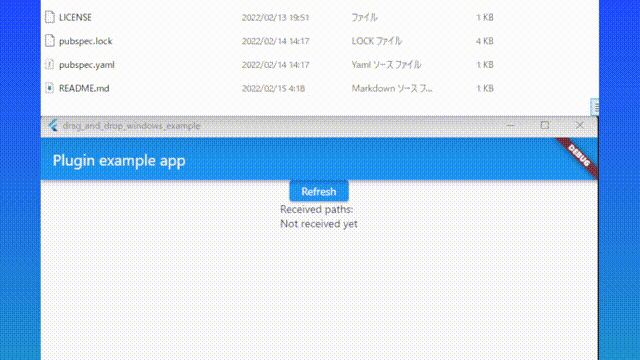 LICENSE 2022/02/13 19:51 ファイル 1 KB
pubspec.lock 2022/02/14 14:17 LOCK ファイル 4 KB
pubspec.yaml 2022/02/14 14:17 Yaml ソース ファイル 1 KB
README.md 2022/02/15 4:18 Markdown ソース フ... 1 KB
drag_and_drop_windows_example
Plugin example app
DEBUG
Refresh
Received paths:
Not received yet